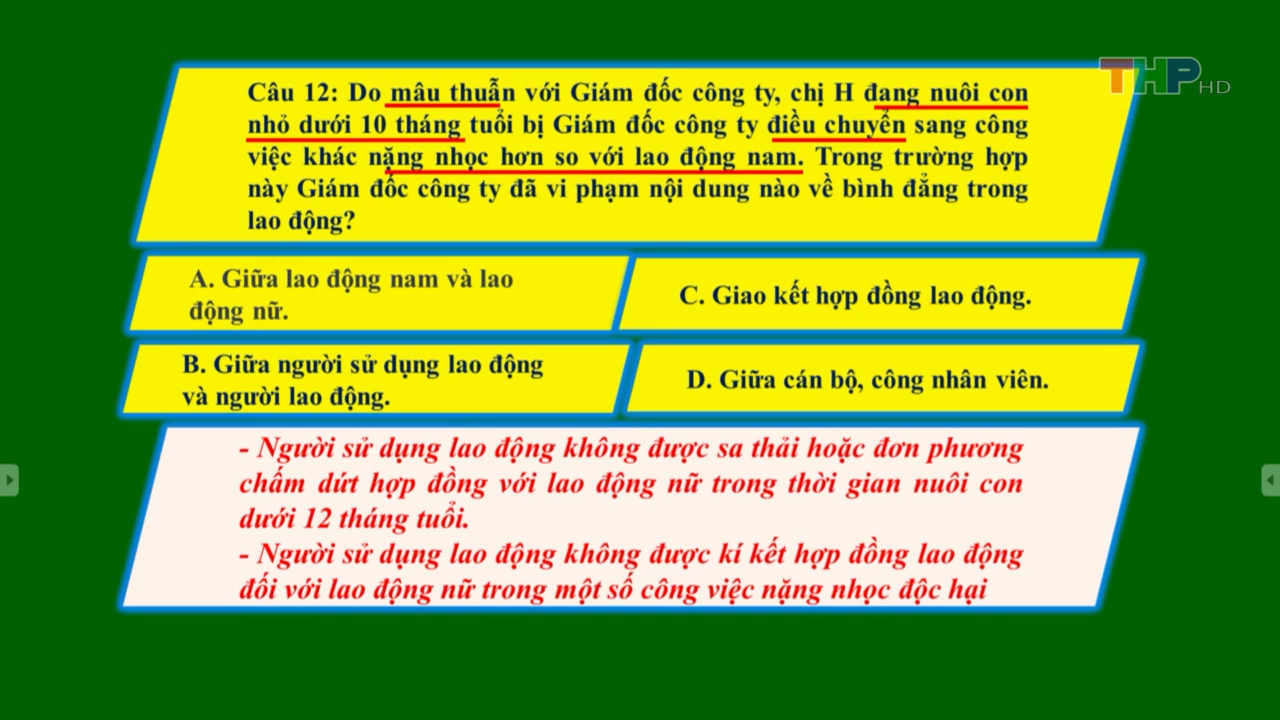 THP HD
Câu 12: Do mâu thuẫn với Giám đốc công ty, chị H đang nuôi con
nhỏ dưới 10 tháng tuổi bị Giám đốc công ty điều chuyển sang công
việc khác nặng nhọc hơn so với lao động nam. Trong trường hợp
này Giám đốc công ty đã vi phạm nội dung nào về bình đẳng trong
lao động?
A. Giữa lao động nam và lao
động nữ.
C. Giao kết hợp đồng lao động.
B. Giữa người sử dụng lao động
và người lao động.
D. Giữa cán bộ, công nhân viên.
- Người sử dụng lao động không được sa thải hoặc đơn phương
chấm dứt hợp đồng với lao động nữ trong thời gian nuôi con
dưới 12 tháng tuổi.
- Người sử dụng lao động không được kí kết hợp đồng lao động
đối với lao động nữ trong một số công việc nặng nhọc độc hại